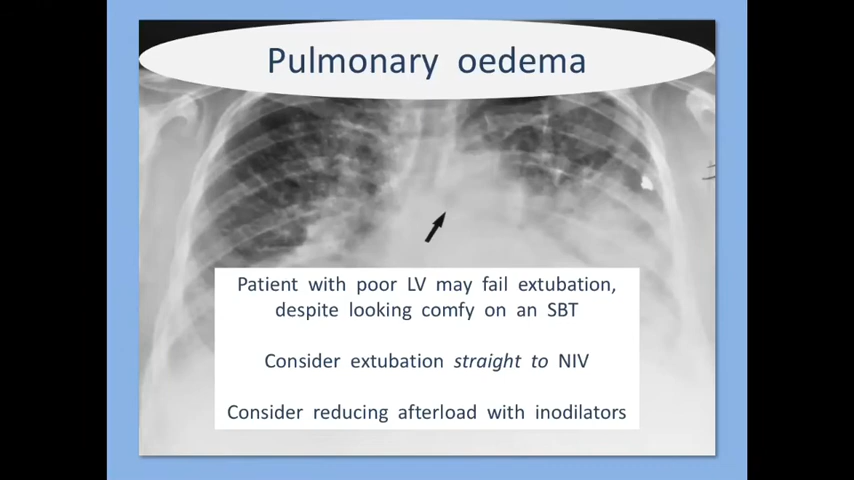 Pulmonary oedema
Patient with poor LV may fail extubation,
despite looking comfy on an SBT
Consider extubation straight to NIV
Consider reducing afterload with inodilators